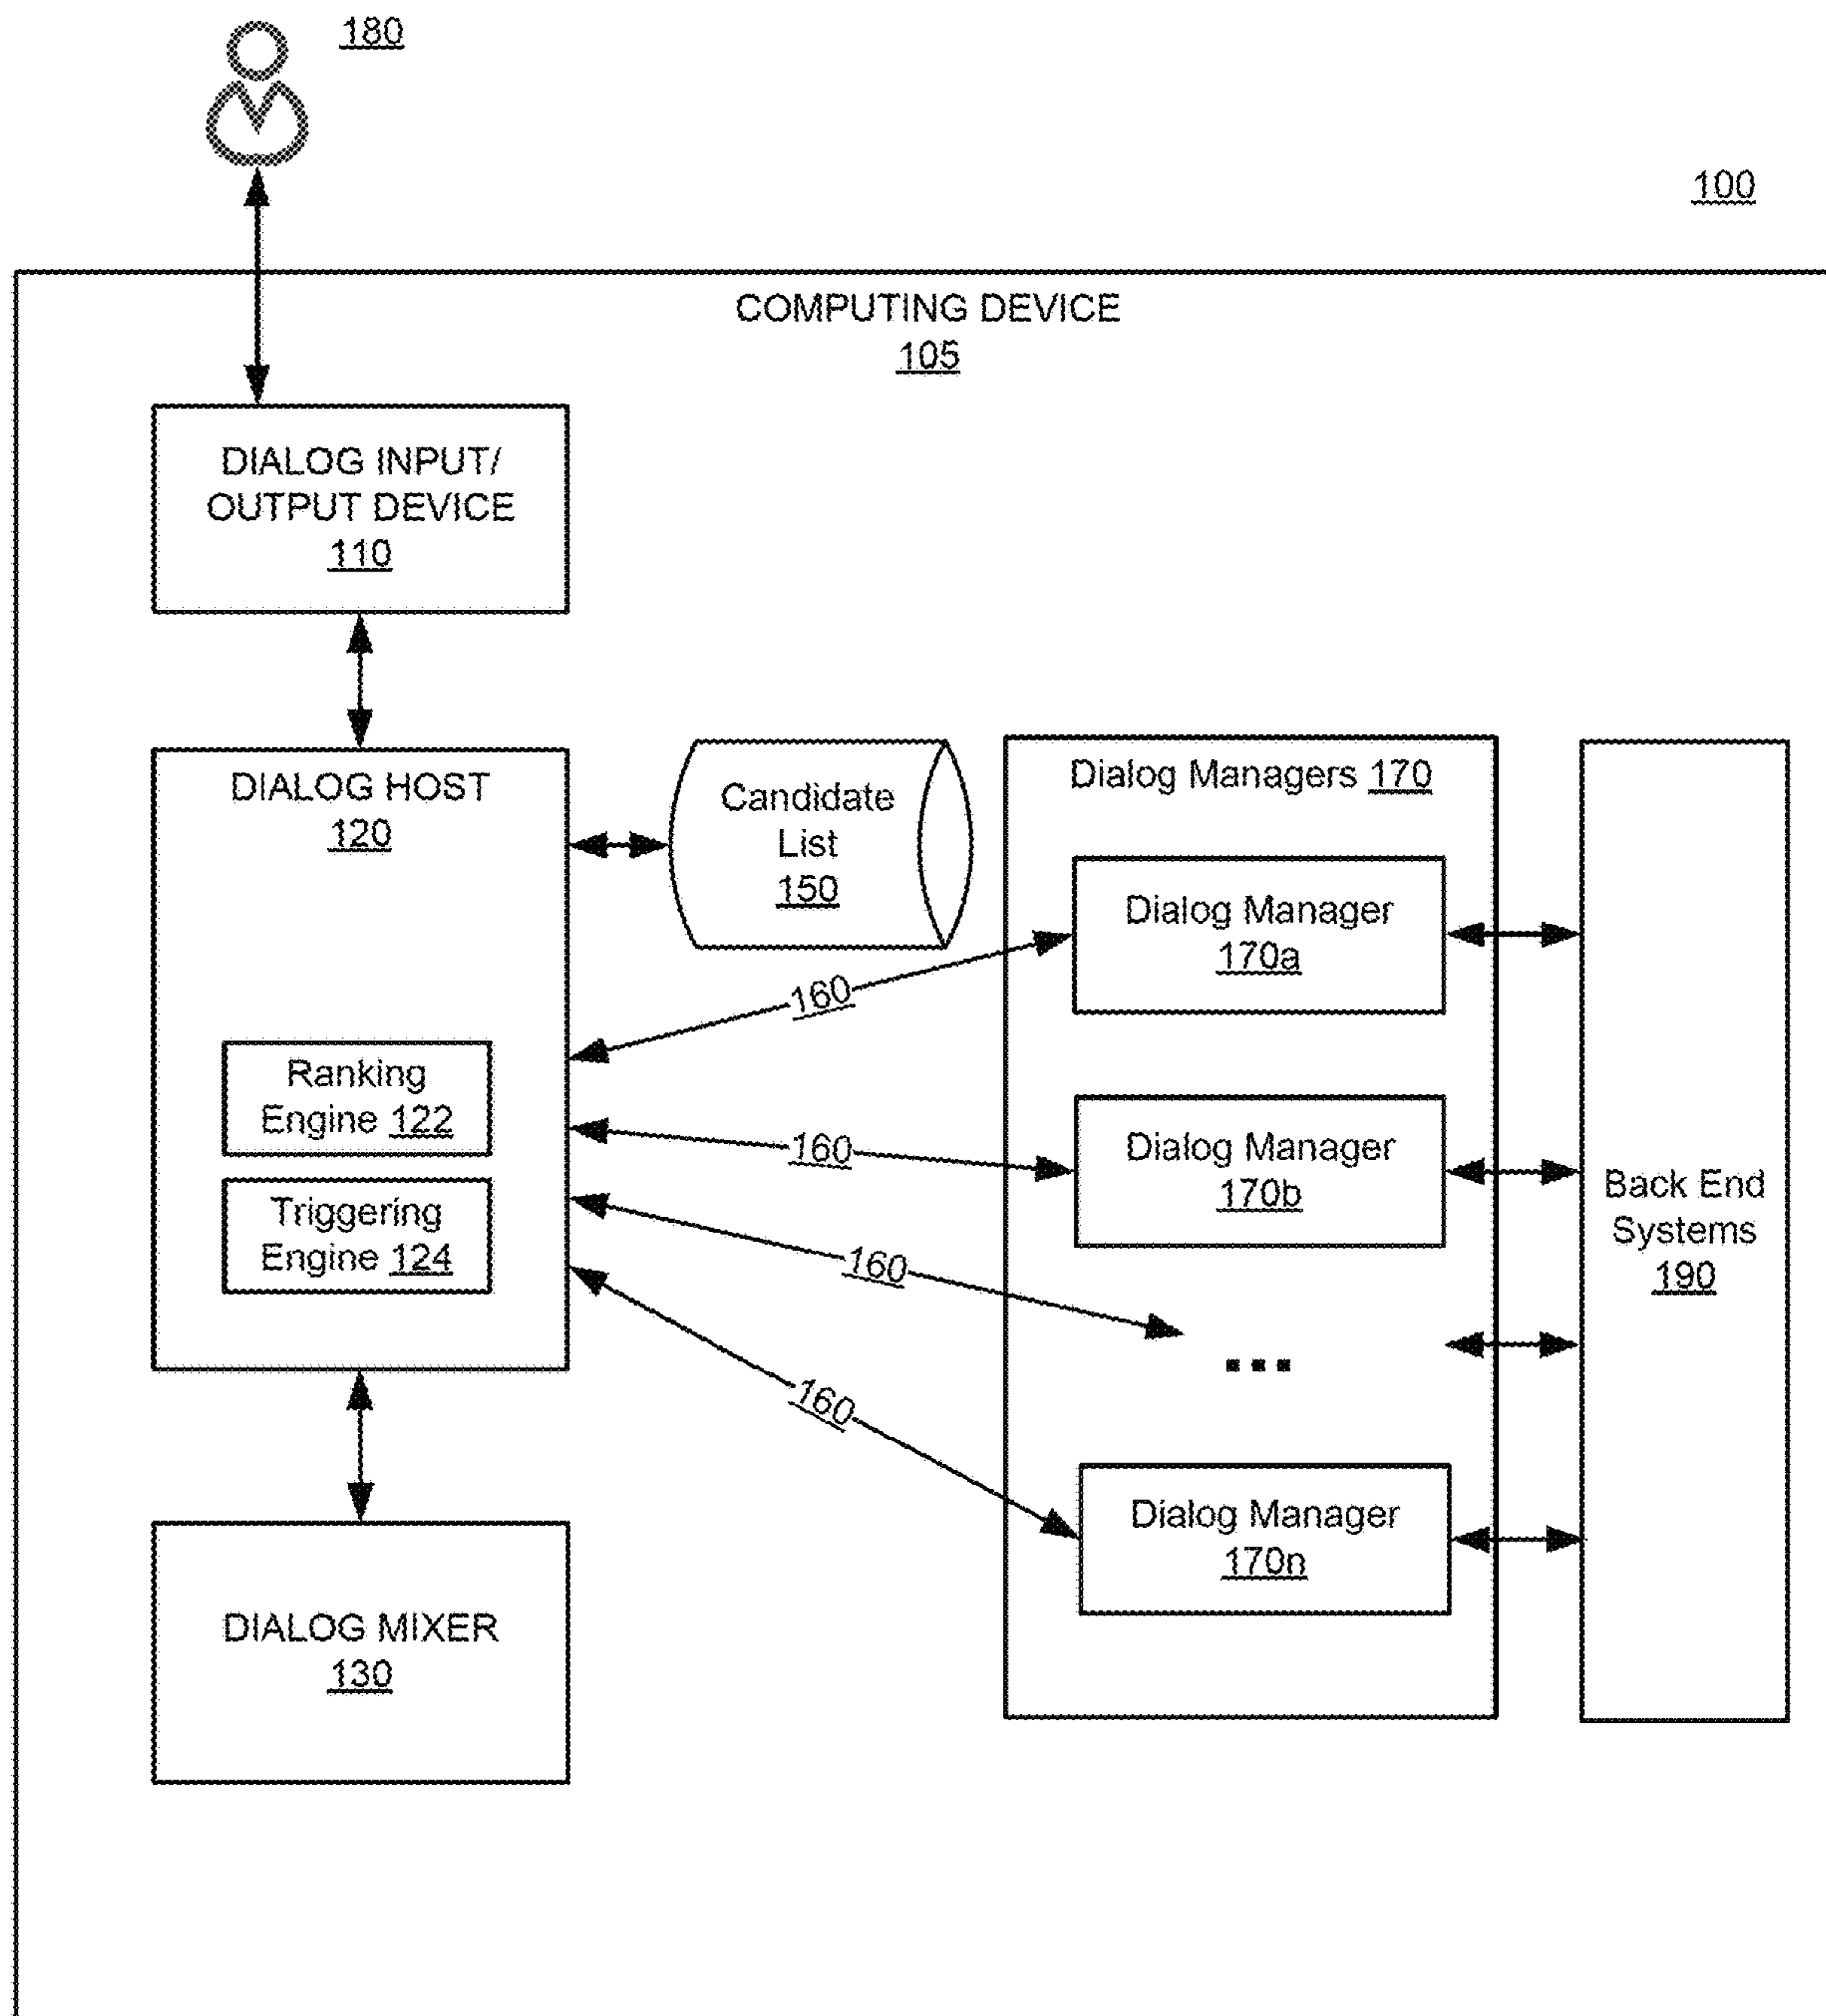 180
100
COMPUTING DEVICE
105
DIALOG INPUT/
OUTPUT DEVICE
110
DIALOG HOST
120
Ranking
Engine 122
Triggering
Engine 124
DIALOG MIXER
130
Candidate
List
150
160
160
160
160
Dialog Managers 170
Dialog Manager
170a
Dialog Manager
170b
...
Dialog Manager
170n
Back End
Systems
190